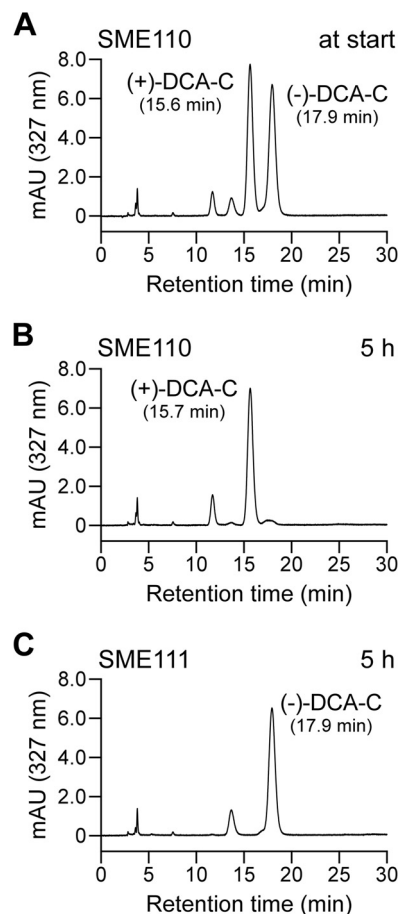 A
SME110 at start
8.0
(+)-DCA-C
(15.6 min)
(-)-DCA-C
(17.9 min)
6.0
4.0
2.0
0
mAU (327 nm)
0 5 10 15 20 25 30
Retention time (min)
B
SME110 5 h
8.0
(+)-DCA-C
(15.7 min)
6.0
4.0
2.0
0
mAU (327 nm)
0 5 10 15 20 25 30
Retention time (min)
C
SME111 5 h
8.0
(-)-DCA-C
(17.9 min)
6.0
4.0
2.0
0
mAU (327 nm)
0 5 10 15 20 25 30
Retention time (min)